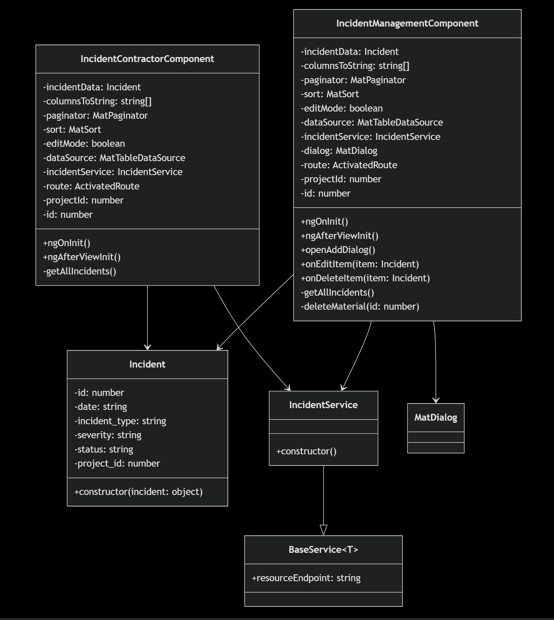 IncidentContractorComponent
-incidentData: Incident
-columnsToString: string[]
-paginator: MatPaginator
-sort: MatSort
-editMode: boolean
-dataSource: MatTableDataSource
-incidentService: IncidentService
-route: ActivatedRoute
-projectId: number
-id: number
+ngOnInit()
+ngAfterViewInit()
-getAllIncidents()
IncidentManagementComponent
-incidentData: Incident
-columnsToString: string[]
-paginator: MatPaginator
-sort: MatSort
-editMode: boolean
-dataSource: MatTableDataSource
-incidentService: IncidentService
-dialog: MatDialog
-route: ActivatedRoute
-projectId: number
-id: number
+ngOnInit()
+ngAfterViewInit()
+openAddDialog()
+onEditItem(item: Incident)
+onDeleteItem(item: Incident)
-getAllIncidents()
-deleteMaterial(id: number)
Incident
-id: number
-date: string
-incident_type: string
-severity: string
-status: string
-project_id: number
+constructor(incident: object)
IncidentService
+constructor()
MatDialog
BaseService<T>
+resourceEndpoint: string